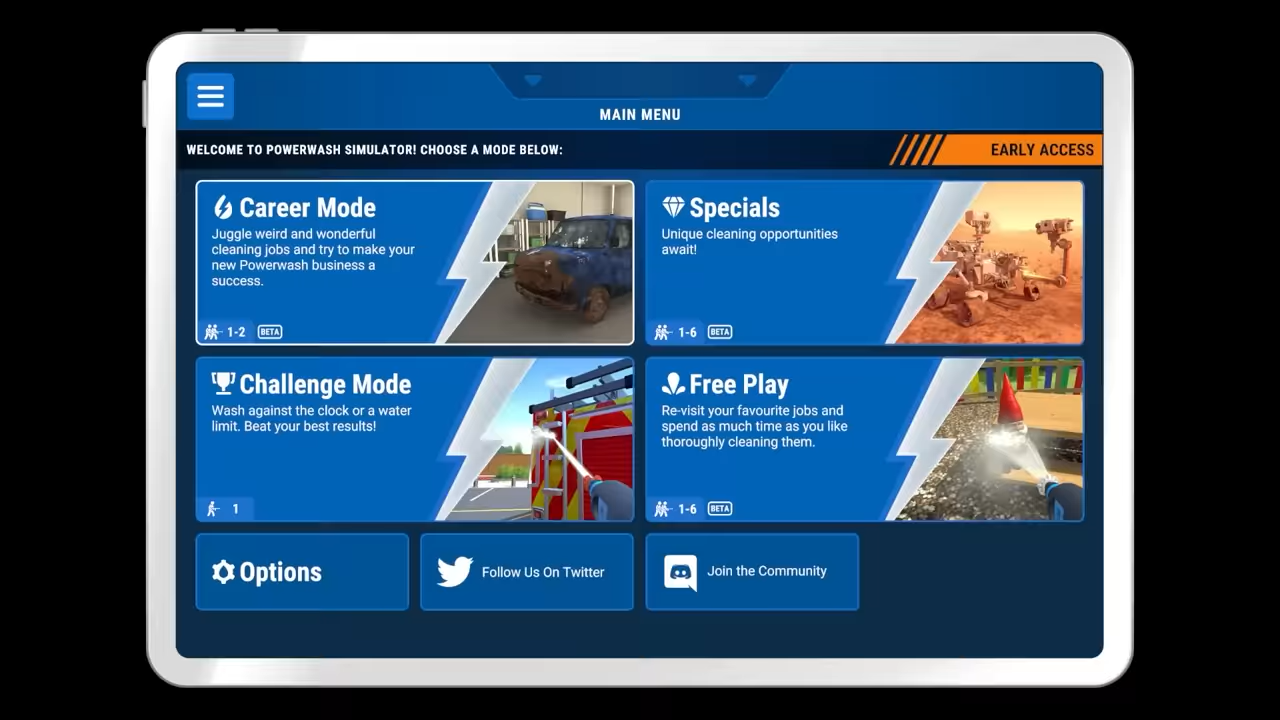 MAIN MENU
WELCOME TO POWERWASH SIMULATOR! CHOOSE A MODE BELOW:
EARLY ACCESS
Career Mode
Juggle weird and wonderful
cleaning jobs and try to make your
new Powerwash business a
success.
1-2 BETA
Specials
Unique cleaning opportunities
await!
1-6 BETA
Challenge Mode
Wash against the clock or a water
limit. Beat your best results!
1
Free Play
Re-visit your favourite jobs and
spend as much time as you like
thoroughly cleaning them.
1-6 BETA
Options
Follow Us On Twitter
Join the Community